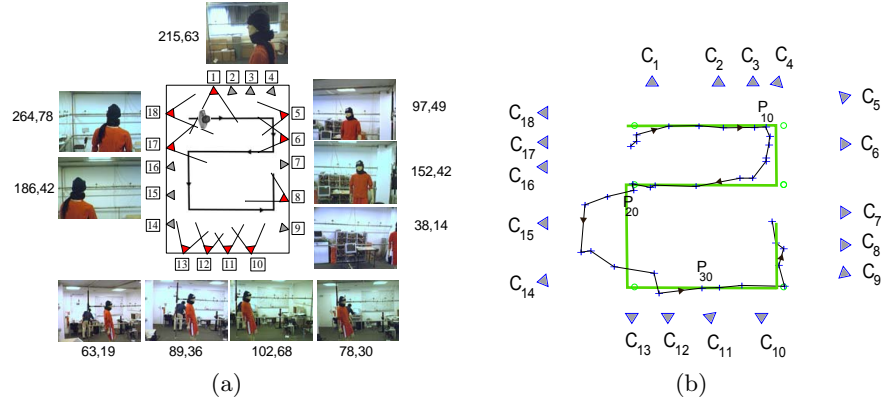 215,63
1 2 3 4
264,78
18
5
97,49
17
6
186,42
16
7
152,42
15
8
14
9
38,14
13 12 11 10
63,19 89,36 102,68 78,30
(a)
C1 C2 C3 C4
C5
C18
P10
C17
C6
C16
P20
C15
C7
C8
P30
C14
C9
C13 C12 C11 C10
(b)